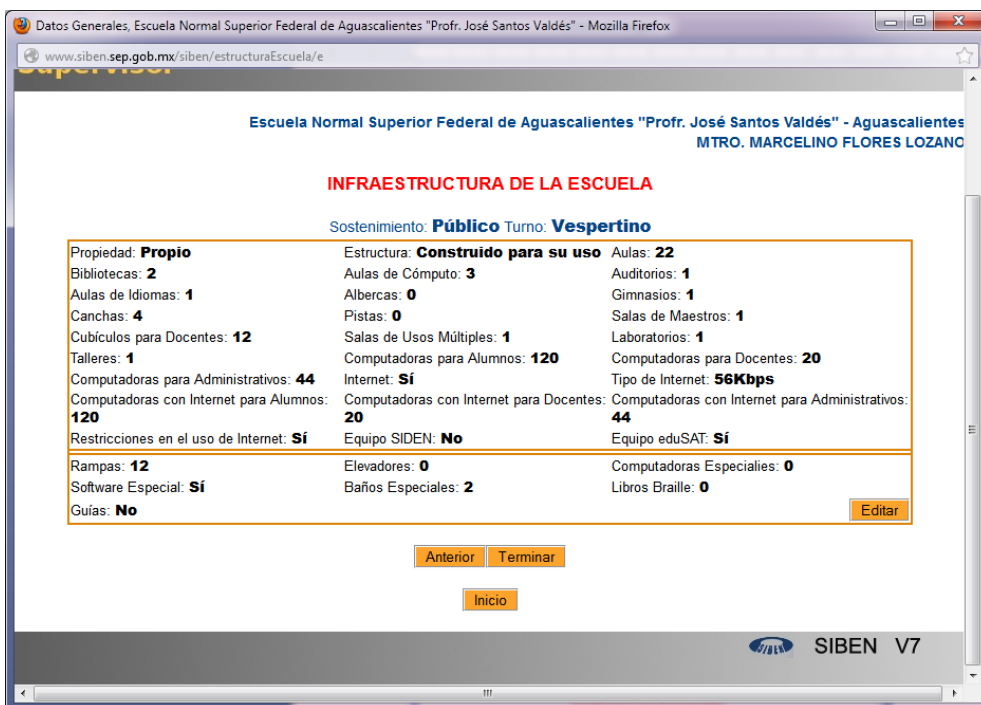 Datos Generales, Escuela Normal Superior Federal de Aguascalientes "Profr. José Santos Valdés" - Mozilla Firefox
www.siben.sep.gob.mx/siben/estructuraEscuela/e
Supervisor
Escuela Normal Superior Federal de Aguascalientes "Profr. José Santos Valdés" - Aguascalientes
MTRO. MARCELINO FLORES LOZANO
INFRAESTRUCTURA DE LA ESCUELA
Sostenimiento: Público Turno: Vespertino
Propiedad: Propio Estructura: Construido para su uso Aulas: 22
Bibliotecas: 2 Aulas de Cómputo: 3 Auditorios: 1
Aulas de Idiomas: 1 Albercas: 0 Gimnasios: 1
Canchas: 4 Pistas: 0 Salas de Maestros: 1
Cubículos para Docentes: 12 Salas de Usos Múltiples: 1 Laboratorios: 1
Talleres: 1 Computadoras para Alumnos: 120 Computadoras para Docentes: 20
Computadoras para Administrativos: 44 Internet: Sí Tipo de Internet: 56Kbps
Computadoras con Internet para Alumnos: Computadoras con Internet para Docentes: Computadoras con Internet para Administrativos:
120 20 44
Restricciones en el uso de Internet: Sí Equipo SIDEN: No Equipo eduSAT: Sí
Rampas: 12 Elevadores: 0 Computadoras Especialies: 0
Software Especial: Sí Baños Especiales: 2 Libros Braille: 0
Guías: No Editar
Anterior Terminar
Inicio
SIBEN SIBEN V7